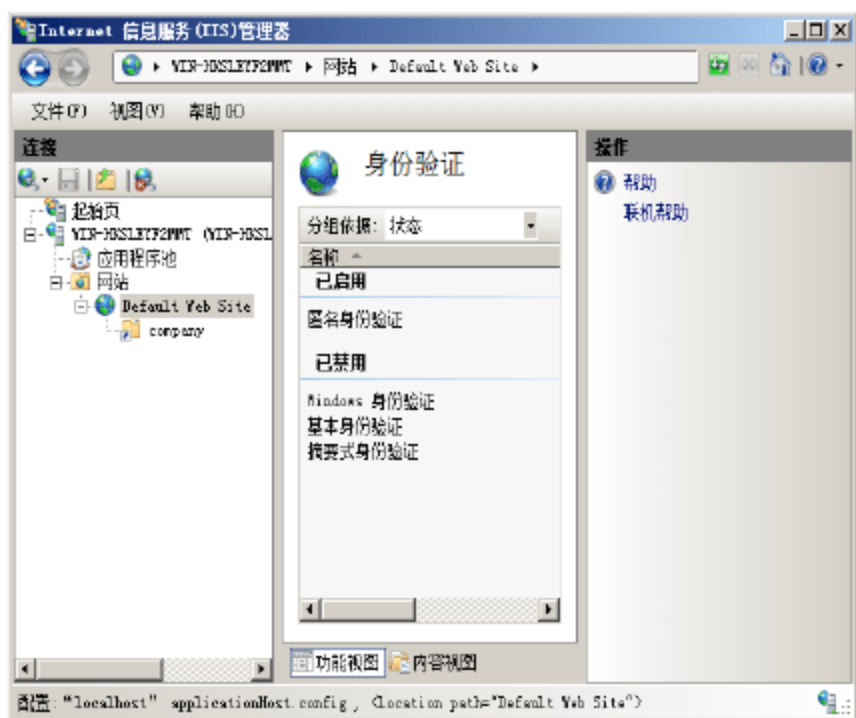 Internet 信息服务(IIS)管理器
网站 Default Web Site
文件(F) 视图(V) 帮助(H)
连接
起始页
应用程序池
网站
Default Web Site
company
身份验证
分组依据: 状态
名称
已启用
匿名身份验证
已禁用
Windows 身份验证
基本身份验证
摘要式身份验证
功能视图 内容视图
操作
帮助
联机帮助
配置: "localhost" applicationHost.config, <location path="Default Web Site">